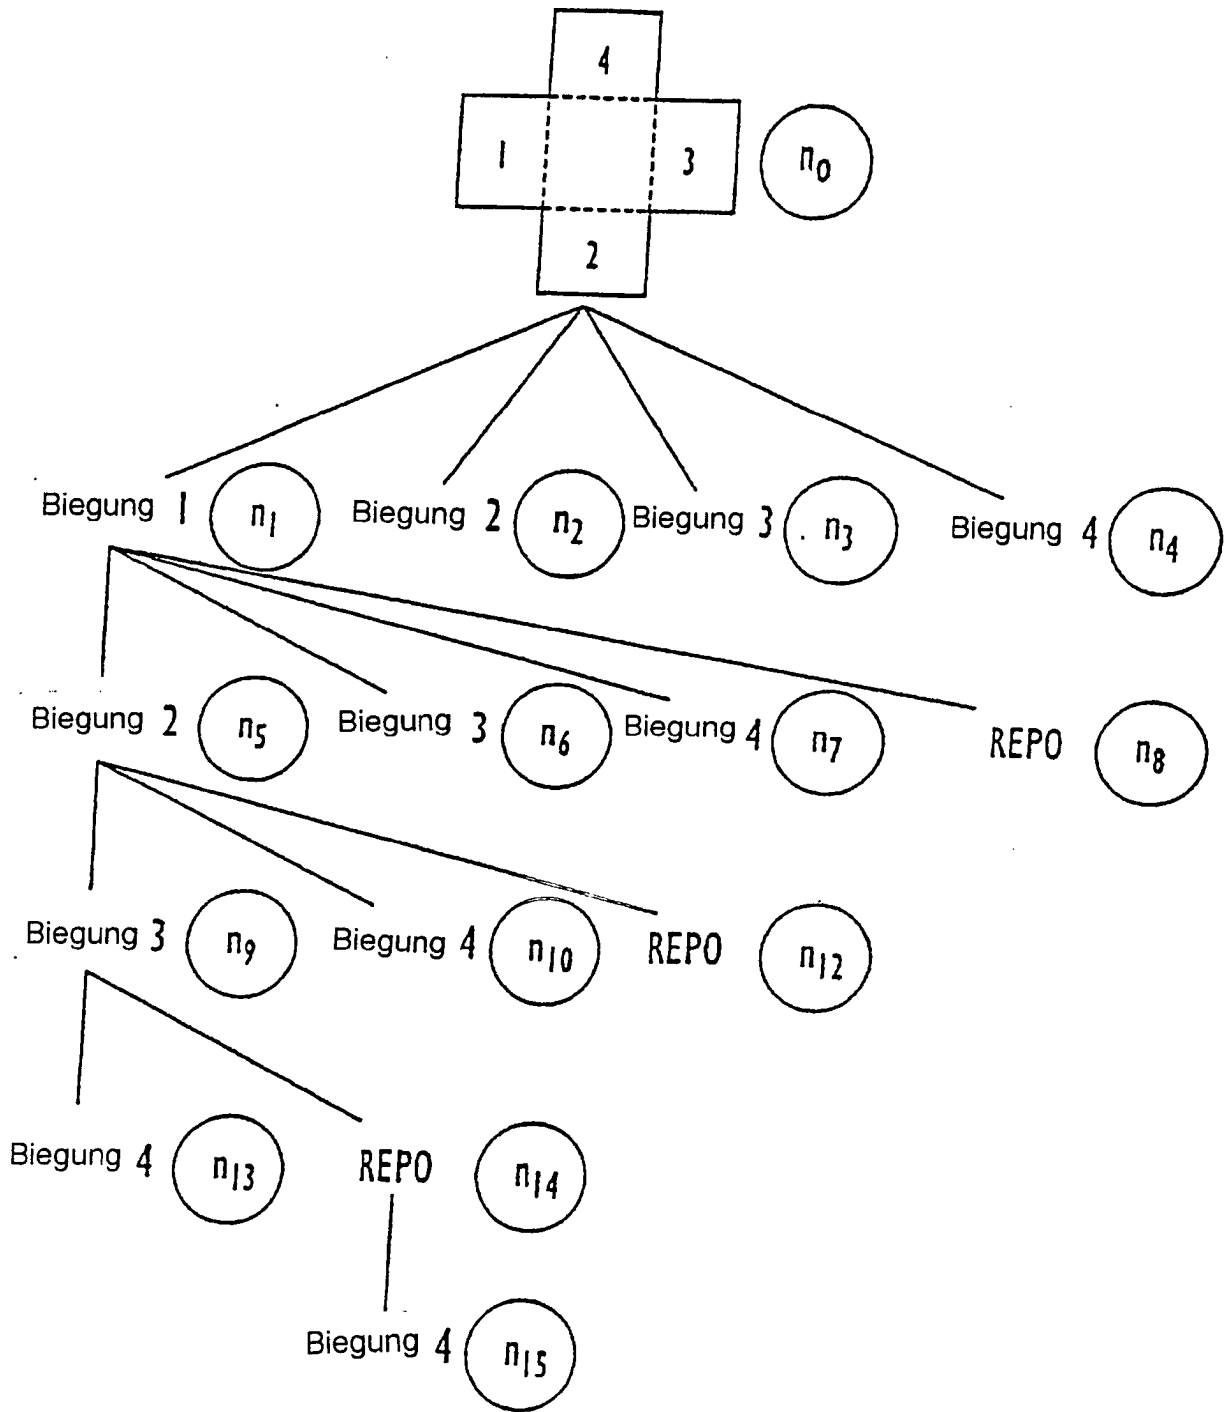 4
1 3 n0
2
Biegung 1 n1 Biegung 2 n2 Biegung 3 n3 Biegung 4 n4
Biegung 2 n5 Biegung 3 n6 Biegung 4 n7 REPO n8
Biegung 3 n9 Biegung 4 n10 REPO n12
Biegung 4 n13 REPO n14
Biegung 4 n15